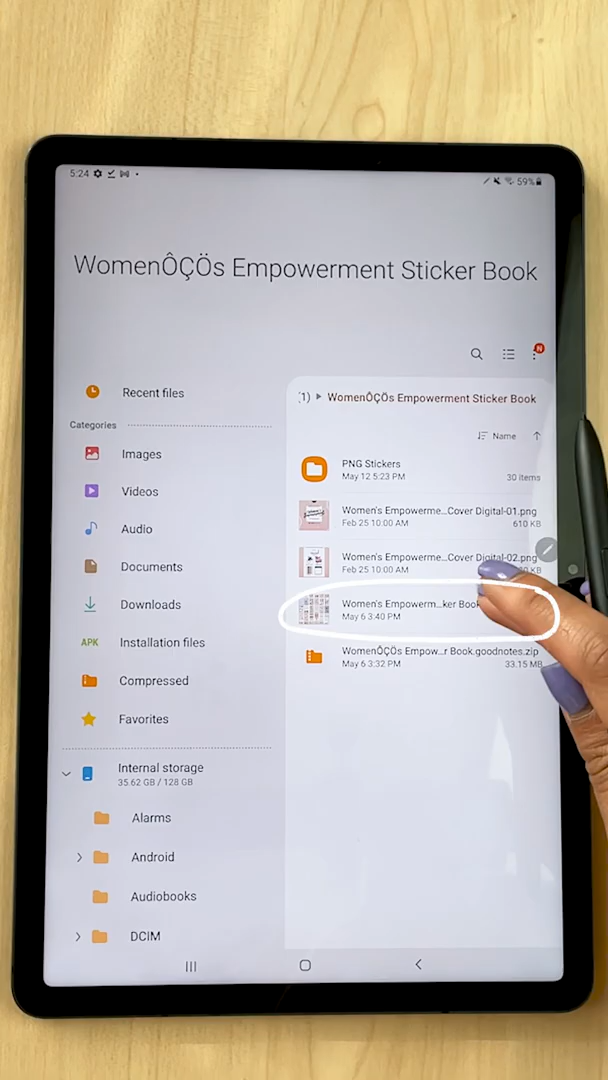 5:24
59%
WomenÔÇÖs Empowerment Sticker Book
N
Recent files
1) ▶ WomenÔÇÖs Empowerment Sticker Book
Categories
Name ↑
Images
PNG Stickers
May 12 5:23 PM
30 items
Videos
Women's Empowerme...Cover Digital-01.png
Feb 25 10:00 AM
610 KB
Audio
Women's Empowerme...Cover Digital-02.png
Feb 25 10:00 AM
KB
Documents
Downloads
Women's Empowerm...ker Book
May 6 3:40 PM
APK
Installation files
WomenÔÇÖs Empow...r Book.goodnotes.zip
May 6 3:32 PM
33.15 MB
Compressed
Favorites
Internal storage
35.62 GB / 128 GB
Alarms
Android
Audiobooks
DCIM